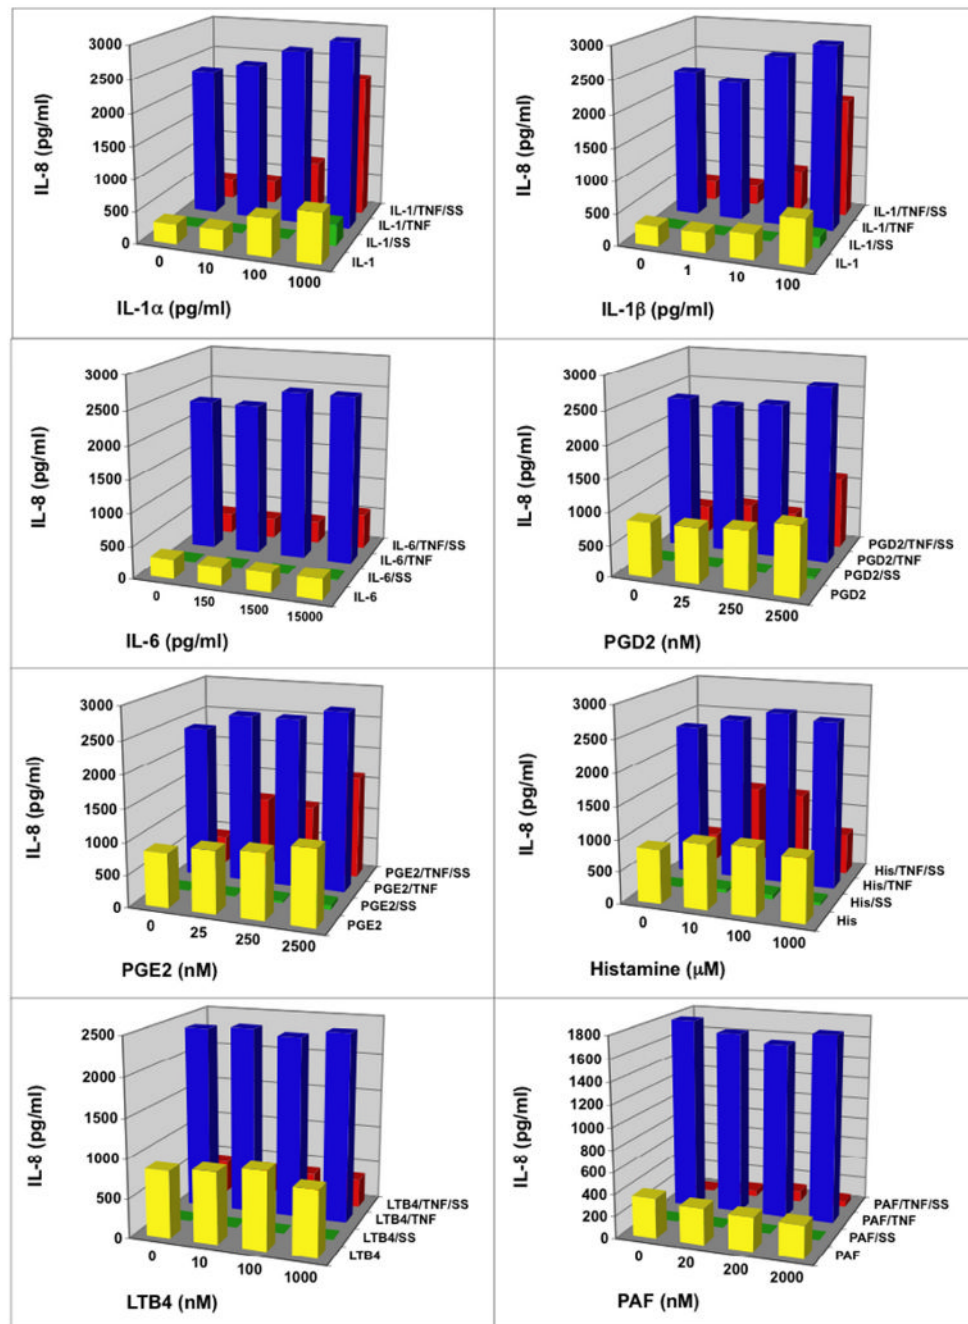 3000
2500
2000
1500
1000
500
0
IL-8 (pg/ml)
0
10
100
1000
IL-1/TNF/SS
IL-1/TNF
IL-1/SS
IL-1
IL-1α (pg/ml)
3000
2500
2000
1500
1000
500
0
IL-8 (pg/ml)
0
1
10
100
IL-1/TNF/SS
IL-1/TNF
IL-1/SS
IL-1
IL-1β (pg/ml)
3000
2500
2000
1500
1000
500
0
IL-8 (pg/ml)
0
150
1500
15000
IL-6/TNF/SS
IL-6/TNF
IL-6/SS
IL-6
IL-6 (pg/ml)
3000
2500
2000
1500
1000
500
0
IL-8 (pg/ml)
0
25
250
2500
PGD2/TNF/SS
PGD2/TNF
PGD2/SS
PGD2
PGD2 (nM)
3000
2500
2000
1500
1000
500
0
IL-8 (pg/ml)
0
25
250
2500
PGE2/TNF/SS
PGE2/TNF
PGE2/SS
PGE2
PGE2 (nM)
3000
2500
2000
1500
1000
500
0
IL-8 (pg/ml)
0
10
100
1000
His/TNF/SS
His/TNF
His/SS
His
Histamine (μM)
2500
2000
1500
1000
500
0
IL-8 (pg/ml)
0
10
100
1000
LTB4/TNF/SS
LTB4/TNF
LTB4/SS
LTB4
LTB4 (nM)
1800
1600
1400
1200
1000
800
600
400
200
0
IL-8 (pg/ml)
0
20
200
2000
PAF/TNF/SS
PAF/TNF
PAF/SS
PAF
PAF (nM)